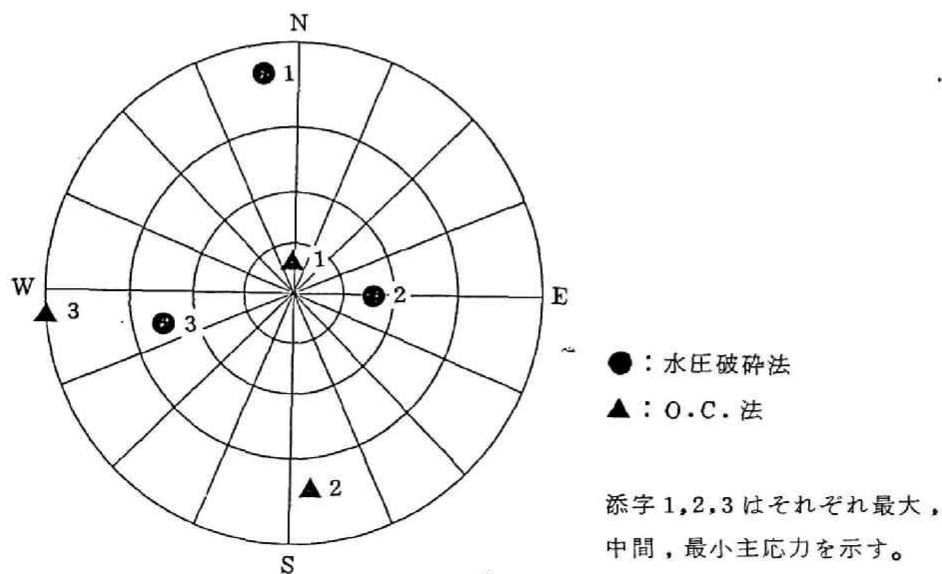 N
1
1
W
2
E
3
3
● : 水圧破砕法
▲ : O.C.法
2
添字1,2,3はそれぞれ最大,
中間,最小主応力を示す。
S